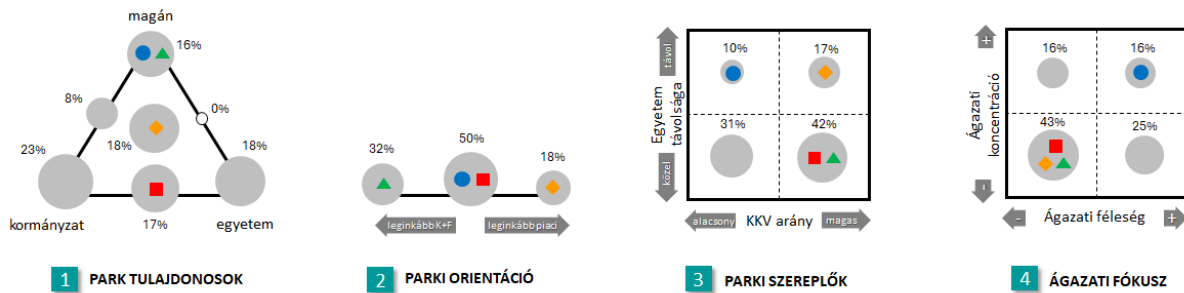 magán
16%
8%
0%
23%
18%
18%
kormányzat
17%
egyetem
1 PARK TULAJDONOSOK
32%
50%
18%
leginkább K+F
leginkább piaci
2 PARKI ORIENTÁCIÓ
Egyetem
távolsága
távol
közel
10%
17%
31%
42%
alacsony
KKV arány
magas
3 PARKI SZEREPLŐK
Ágazati
koncentráció
+
-
16%
16%
43%
25%
-
Ágazati féleség
+
4 ÁGAZATI FÓKUSZ